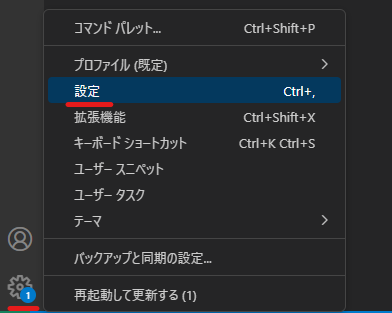 コマンド パレット... Ctrl+Shift+P
プロファイル (既定)
設定 Ctrl+,
拡張機能 Ctrl+Shift+X
キーボード ショートカット Ctrl+K Ctrl+S
ユーザー スニペット
ユーザー タスク
テーマ
バックアップと同期の設定...
再起動して更新する (1)
1